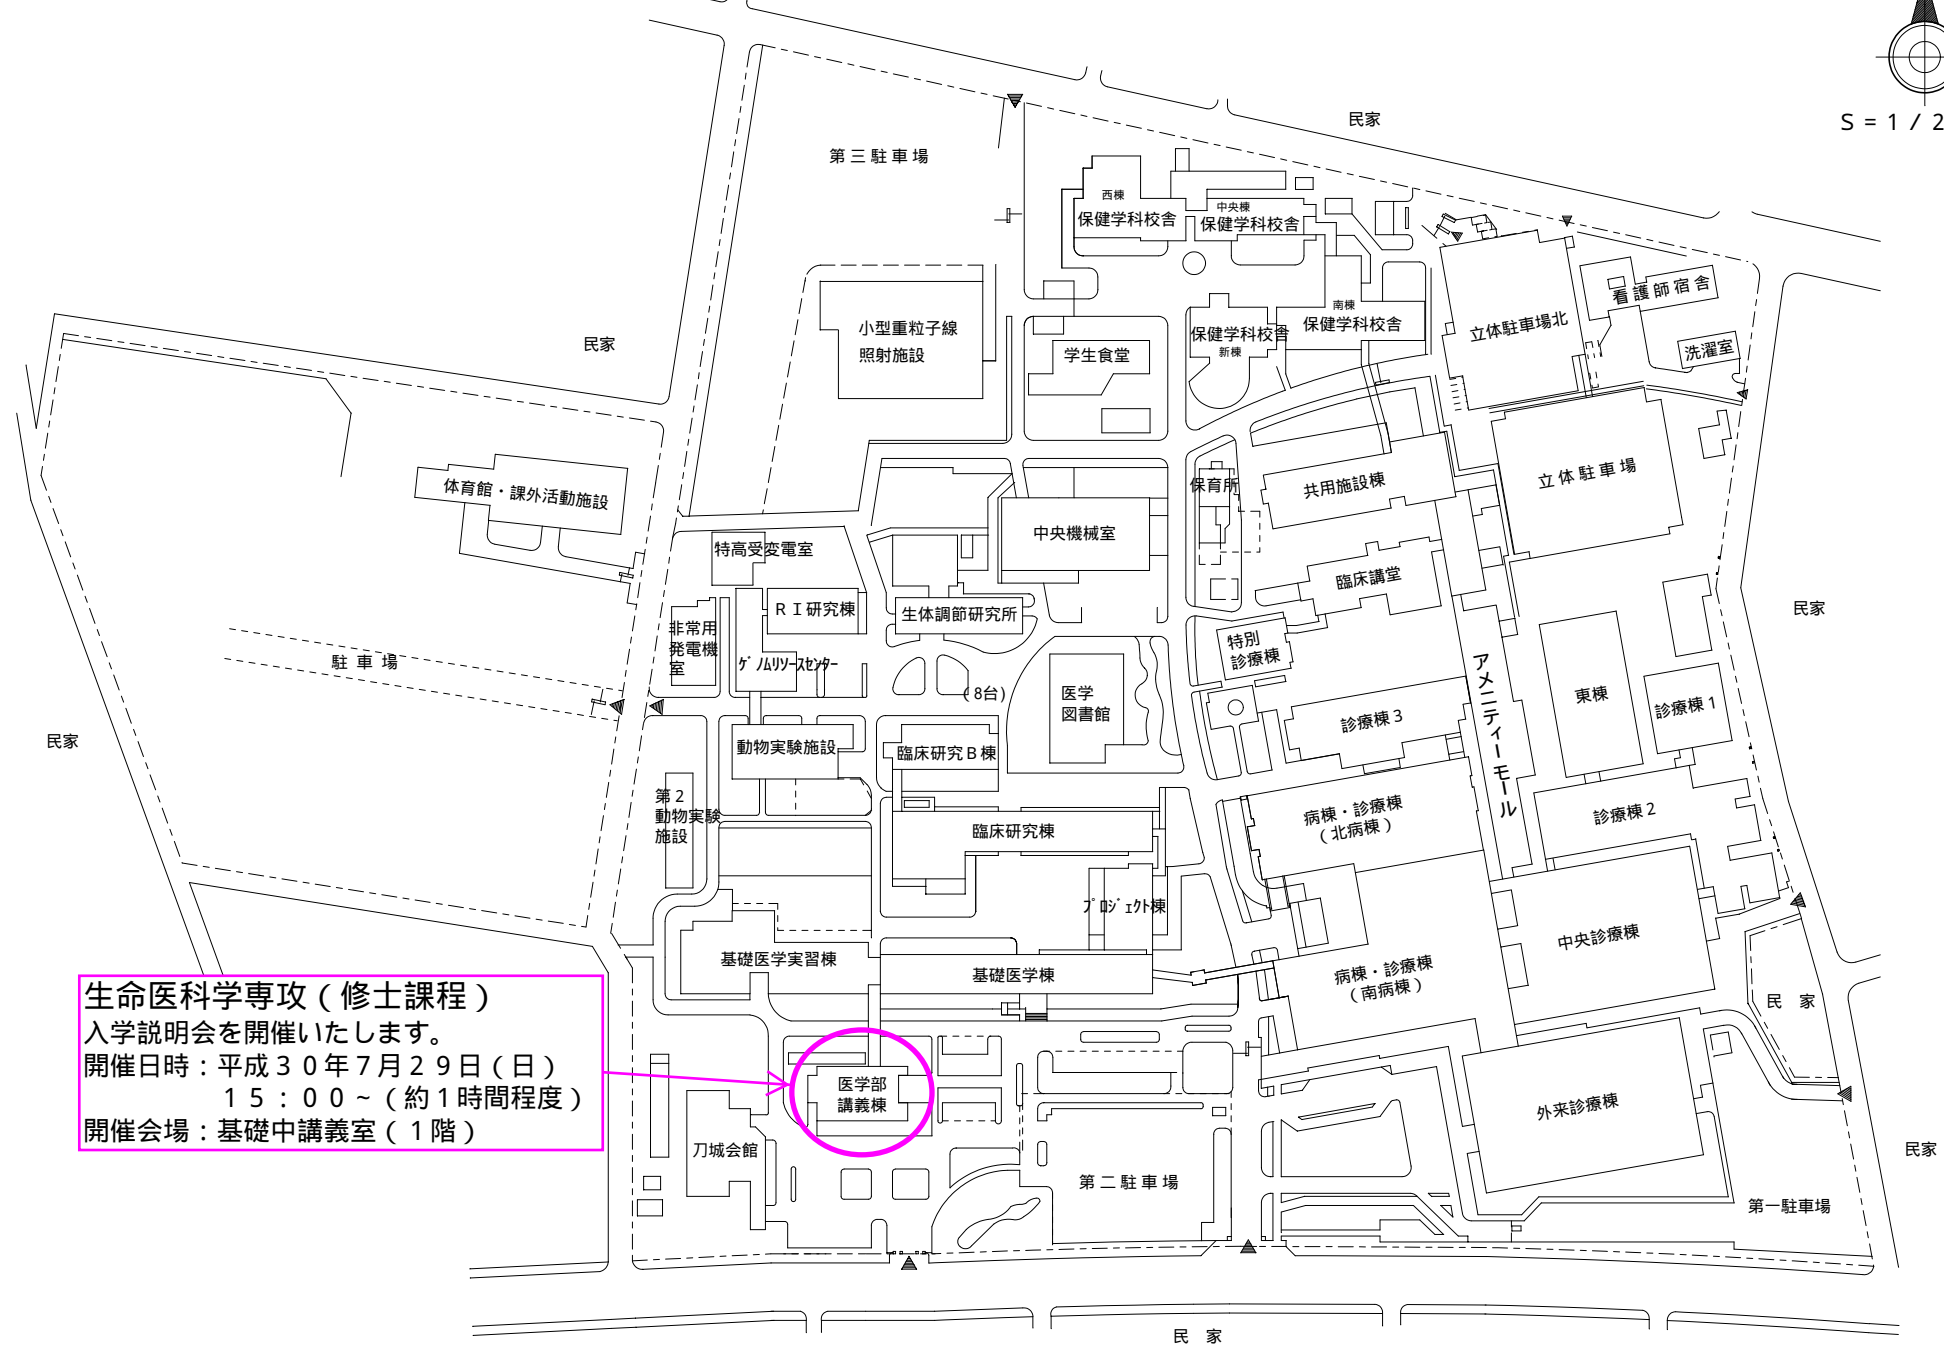 S = 1 / 2
民家
第三駐車場
西棟
保健学科校舎
中央棟
保健学科校舎
看護師宿舎
南棟
保健学科校舎
保健学科校舎
新棟
立体駐車場北
洗濯室
民家
小型重粒子線
照射施設
学生食堂
体育館・課外活動施設
保育所
共用施設棟
立体駐車場
特高受変電室
中央機械室
臨床講堂
ＲＩ研究棟
生体調節研究所
民家
非常用
発電機
室
ゲノムリソースセンター
駐車場
特別
診療棟
アメニティーモール
(8台)
医学
図書館
東棟
診療棟1
診療棟3
民家
動物実験施設
臨床研究Ｂ棟
第2
動物実験
施設
臨床研究棟
病棟・診療棟
（北病棟）
診療棟2
プロジェクト棟
中央診療棟
基礎医学実習棟
基礎医学棟
病棟・診療棟
（南病棟）
民家
生命医科学専攻（修士課程）
入学説明会を開催いたします。
開催日時：平成３０年７月２９日（日）
１５：００~（約１時間程度）
開催会場：基礎中講義室（１階）
医学部
講義棟
外来診療棟
刀城会館
民家
第二駐車場
第一駐車場
民家